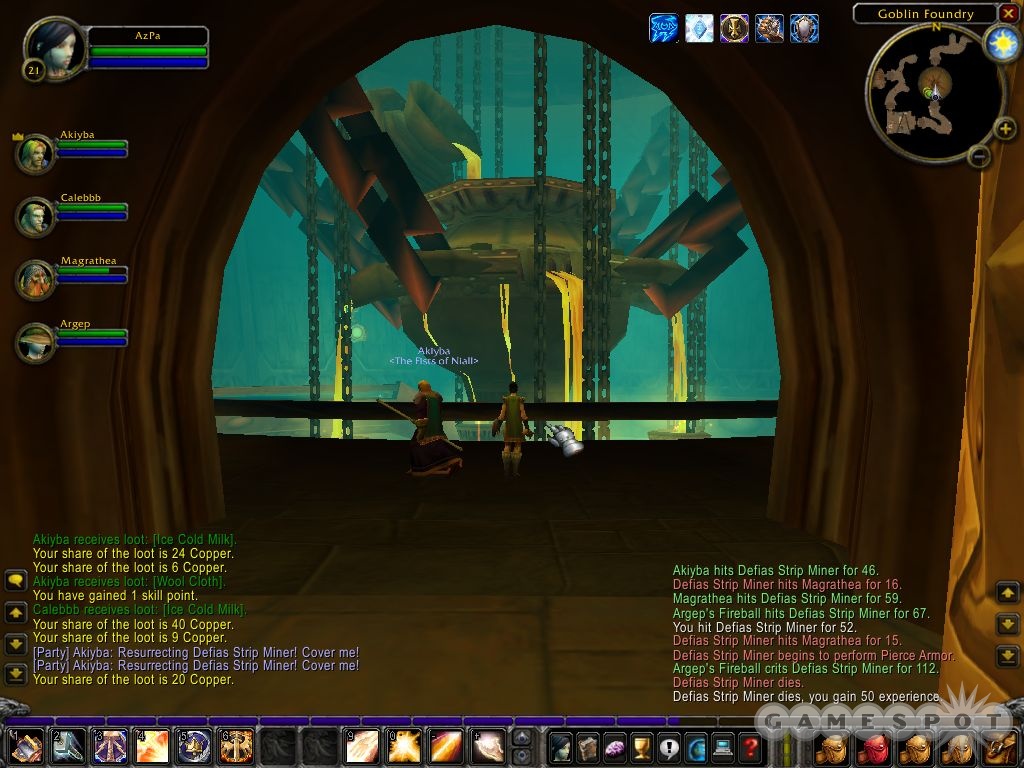 AzPa
21
Goblin Foundry
N
Akiyba
Calebbb
Magrathea
Argep
Akiyba
<The Fists of Niall>
Akiyba receives loot: [Ice Cold Milk].
Your share of the loot is 24 Copper.
Your share of the loot is 6 Copper.
Akiyba receives loot: [Wool Cloth].
You have gained 1 skill point.
Calebbb receives loot: [Ice Cold Milk].
Your share of the loot is 40 Copper.
Your share of the loot is 9 Copper.
[Party] Akiyba: Resurrecting Defias Strip Miner! Cover me!
[Party] Akiyba: Resurrecting Defias Strip Miner! Cover me!
Your share of the loot is 20 Copper.
Akiyba hits Defias Strip Miner for 46.
Defias Strip Miner hits Magrathea for 16.
Magrathea hits Defias Strip Miner for 59.
Argep's Fireball hits Defias Strip Miner for 67.
You hit Defias Strip Miner for 52.
Defias Strip Miner hits Magrathea for 15.
Defias Strip Miner begins to perform Pierce Armor.
Argep's Fireball crits Defias Strip Miner for 112.
Defias Strip Miner dies.
Defias Strip Miner dies, you gain 50 experience.
GAMESPOT
1 2 3 4 5 6